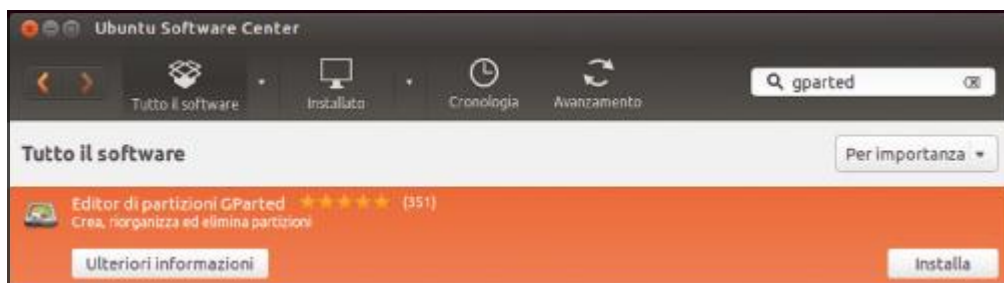 Ubuntu Software Center
Tutto il software
Installato
Cronologia
Avanzamento
gparted
Tutto il software
Per importanza
Editor di partizioni GParted (351)
Crea, riorganizza ed elimina partizioni
Ulteriori informazioni
Installa